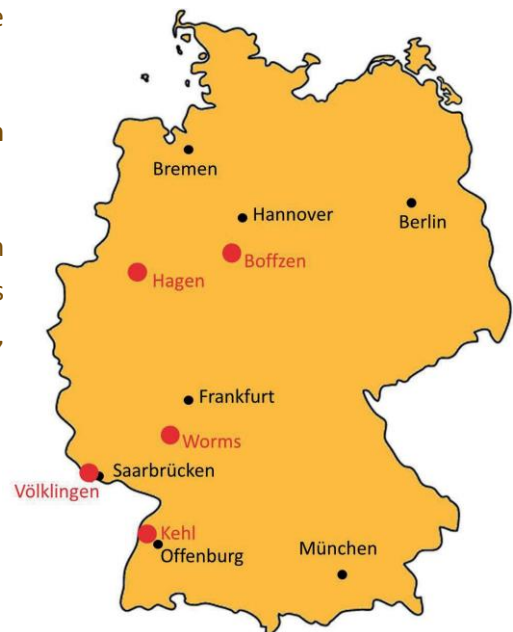 e
n
Bremen
Hannover
Berlin
n
Boffzen
Hagen
s
,
Frankfurt
Worms
Saarbrücken
Völklingen
Kehl
Offenburg
München